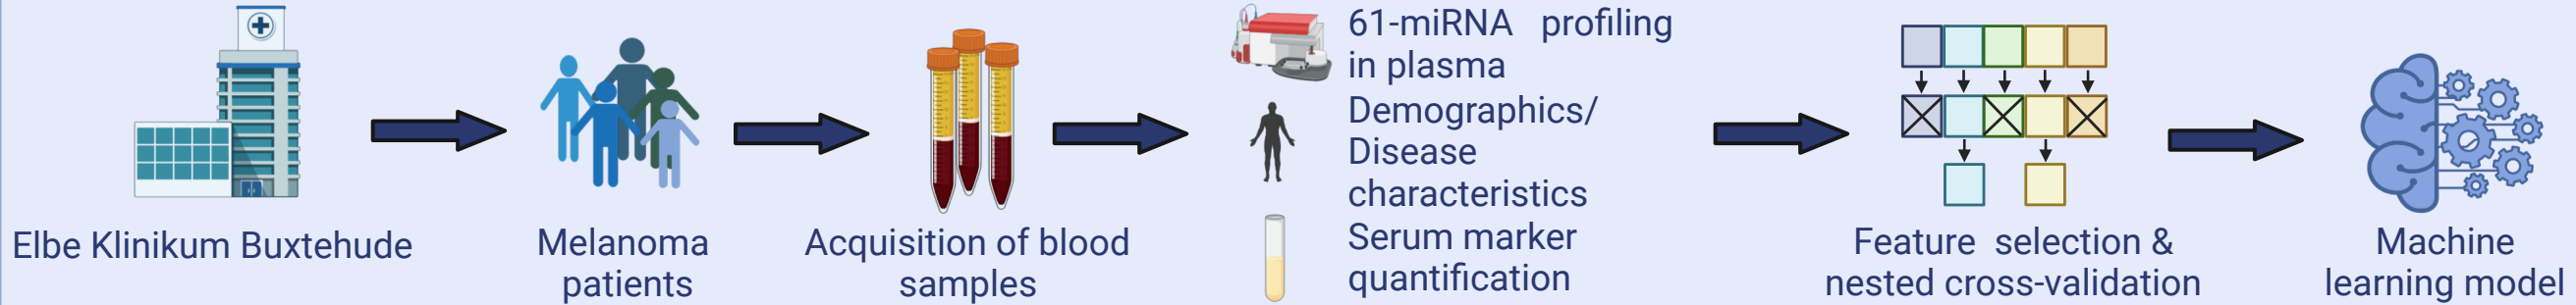 Elbe Klinikum Buxtehude
Melanoma
patients
Acquisition of blood
samples
61-miRNA profiling
in plasma
Demographics/
Disease
characteristics
Serum marker
quantification
Feature selection &
nested cross-validation
Machine
learning model